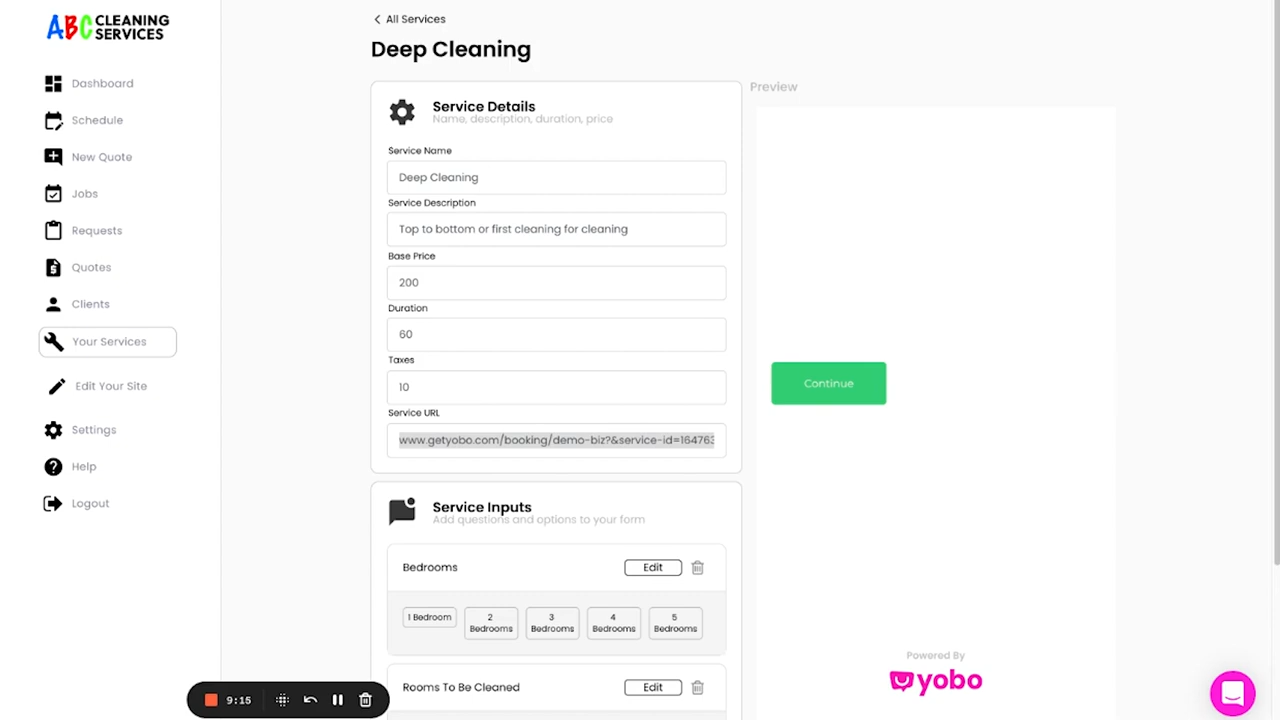 ABC CLEANING
SERVICES
Dashboard
Schedule
New Quote
Jobs
Requests
Quotes
Clients
Your Services
Edit Your Site
Settings
Help
Logout
All Services
Deep Cleaning
Service Details
Name, description, duration, price
Service Name
Deep Cleaning
Service Description
Top to bottom or first cleaning for cleaning
Base Price
200
Duration
60
Taxes
10
Service URL
www.getyobo.com/booking/demo-biz?&service-id=164763
Service Inputs
Add questions and options to your form
Bedrooms
Edit
1 Bedroom
2
Bedrooms
3
Bedrooms
4
Bedrooms
5
Bedrooms
Rooms To Be Cleaned
Edit
Preview
Continue
Powered By
yobo
9:15